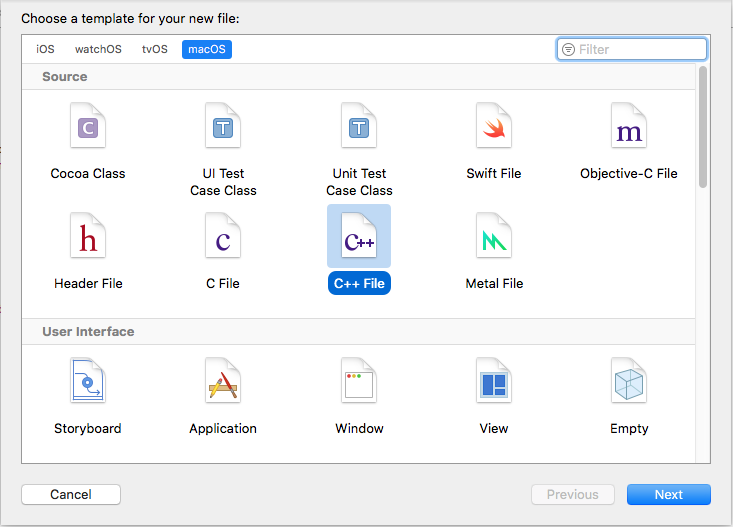 Choose a template for your new file:
iOS watchOS tvOS macOS Filter
Source
C T T m
Cocoa Class UI Test Case Class Unit Test Case Class Swift File Objective-C File
h c C++
Header File C File C++ File Metal File
User Interface
Storyboard Application Window View Empty
Cancel Previous Next